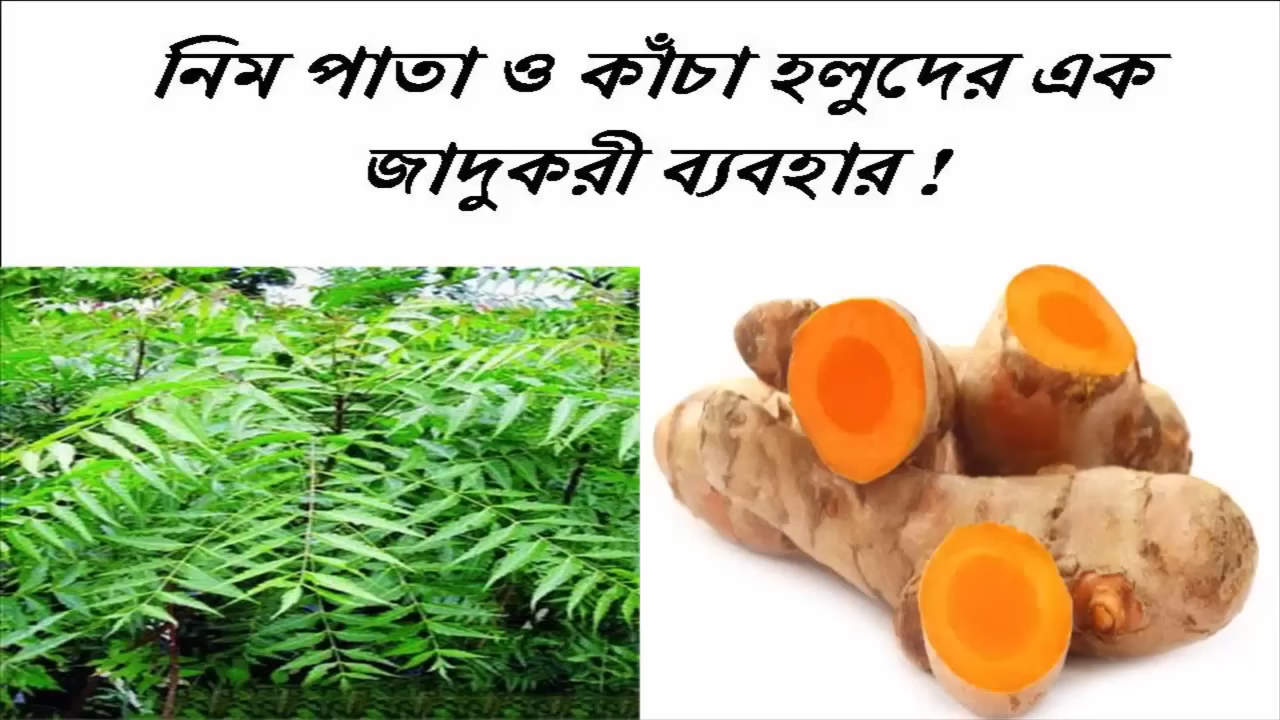 নিম পাতা ও কাঁচা হলুদের এক
জাদুকরী ব্যবহার !